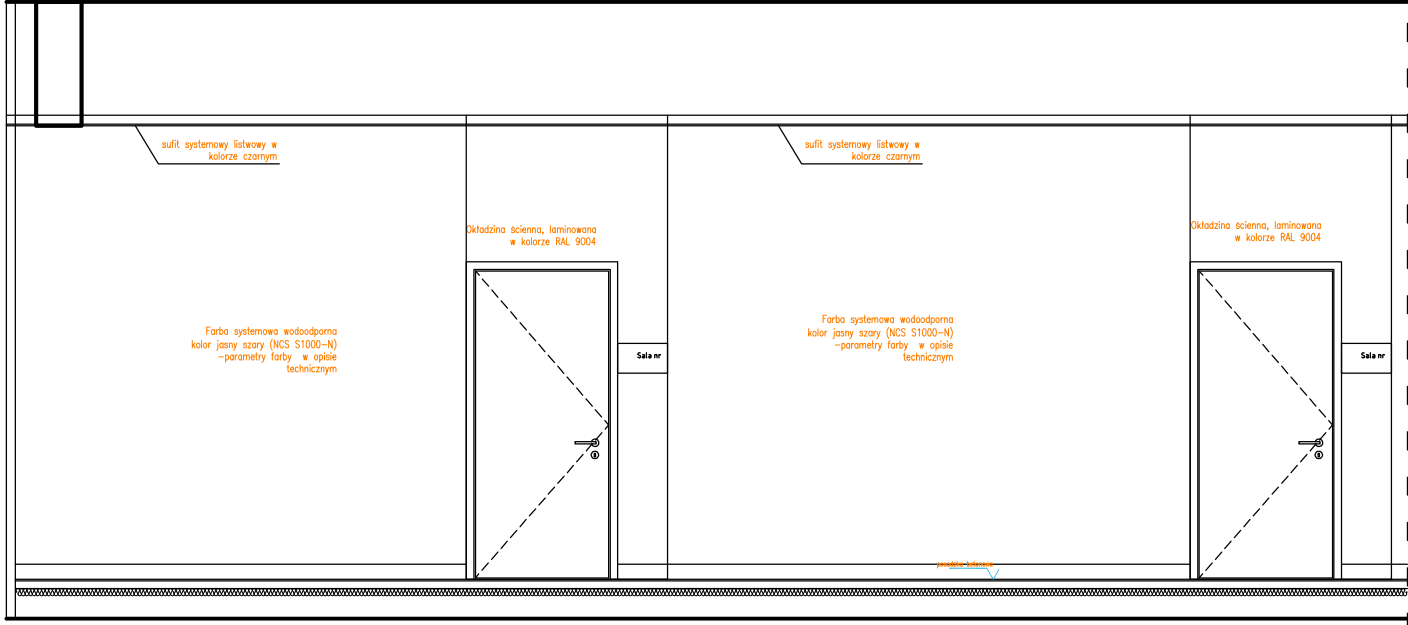 sufit systemowy listwowy w
kolorze czarnym
sufit systemowy listwowy w
kolorze czarnym
Okładzina ścienna, laminowana
w kolorze RAL 9004
Okładzina ścienna, laminowana
w kolorze RAL 9004
Farba systemowa wodoodporna
kolor jasny szary (NCS S1000-N)
-parametry farby w opisie
technicznym
Farba systemowa wodoodporna
kolor jasny szary (NCS S1000-N)
-parametry farby w opisie
technicznym
Sala nr
Sala nr
posadzka betonowa